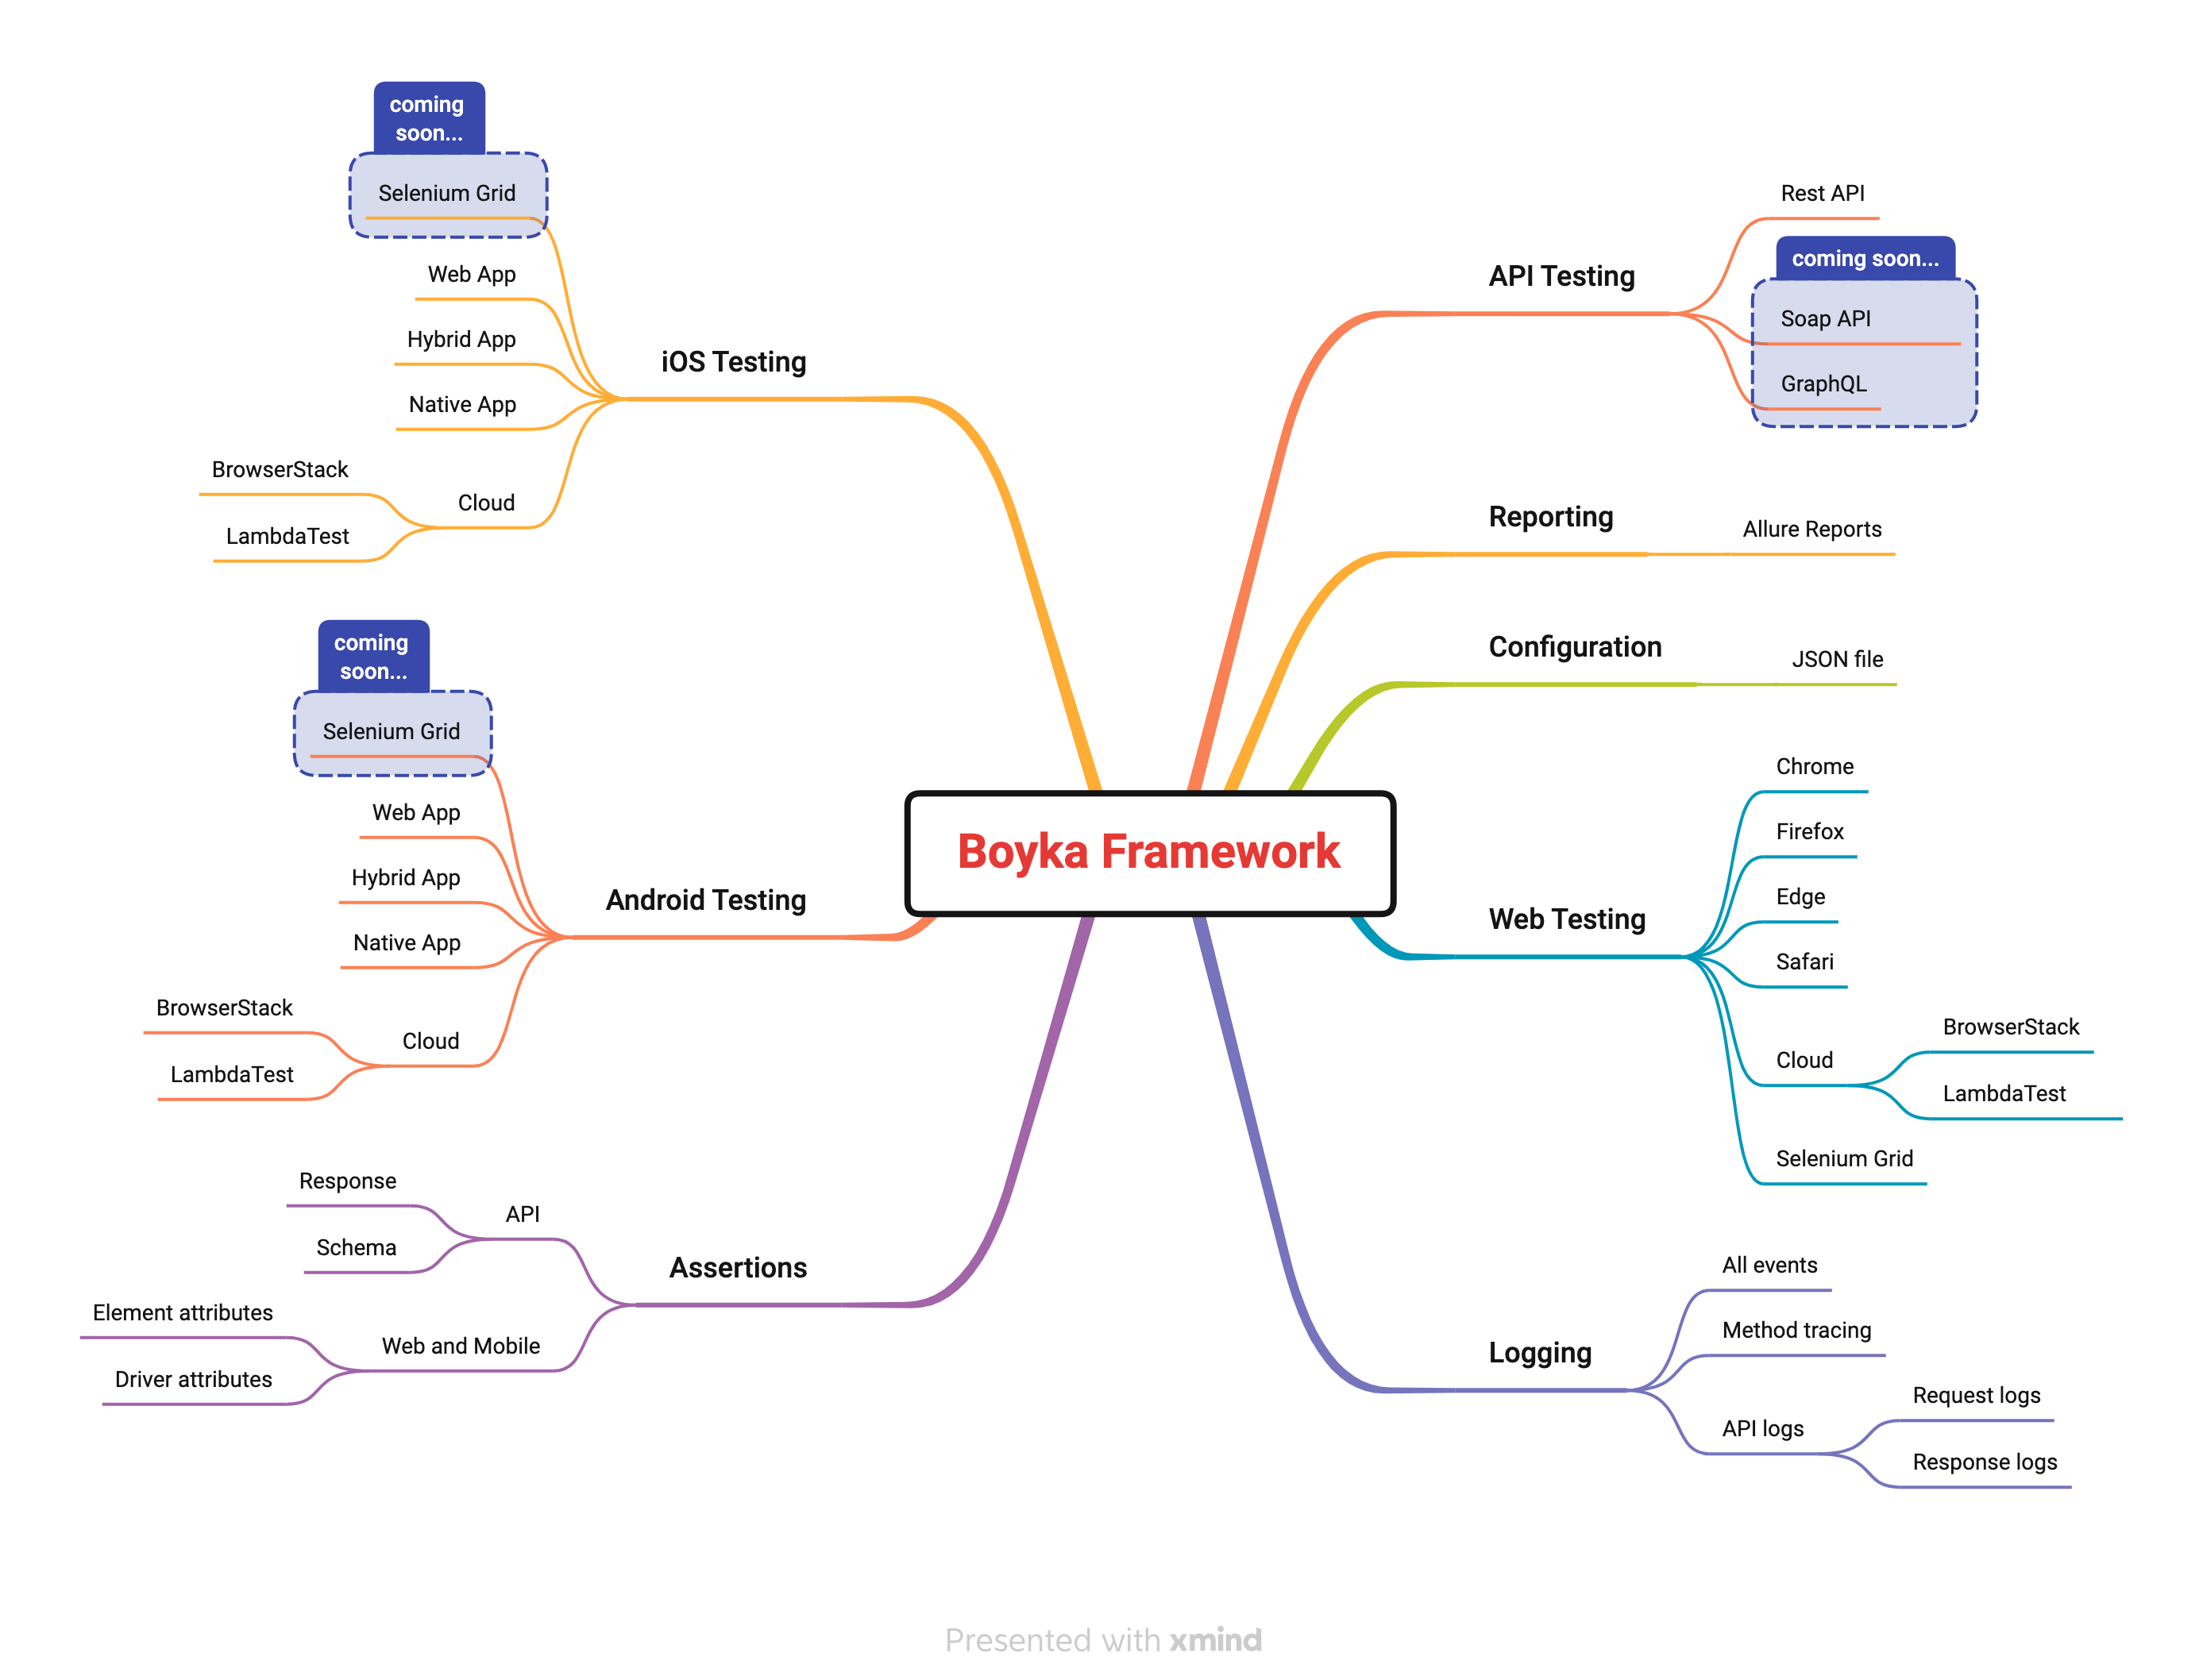 coming
soon...
Selenium Grid
Web App
Hybrid App
Native App
BrowserStack
LambdaTest
Cloud
iOS Testing
coming
soon...
Selenium Grid
Web App
Hybrid App
Native App
BrowserStack
LambdaTest
Cloud
Android Testing
Response
Schema
API
Element attributes
Driver attributes
Web and Mobile
Assertions
Boyka Framework
API Testing
Rest API
coming soon...
Soap API
GraphQL
Reporting
Allure Reports
Configuration
JSON file
Web Testing
Chrome
Firefox
Edge
Safari
Cloud
BrowserStack
LambdaTest
Selenium Grid
Logging
All events
Method tracing
API logs
Request logs
Response logs
Presented with xmind